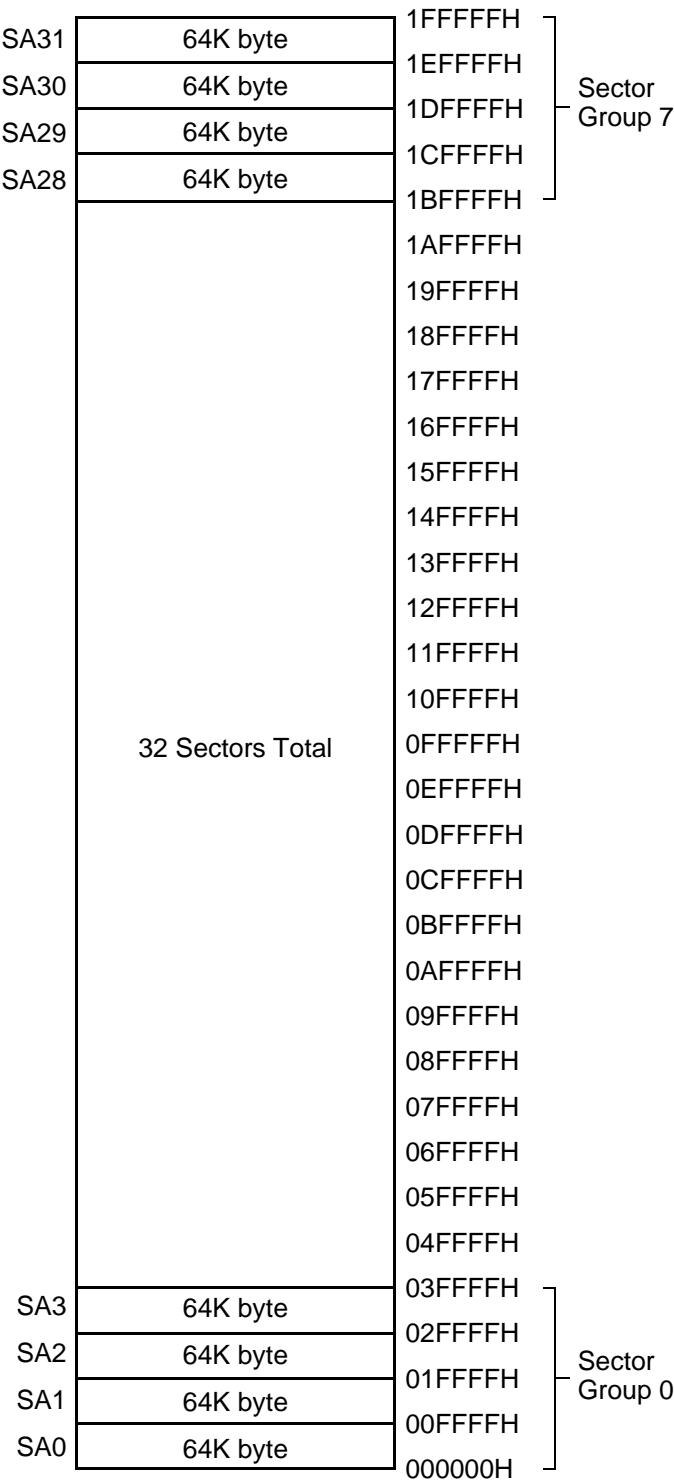 1FFFFFH
SA31 64K byte
1EFFFFH
SA30 64K byte
Sector
1DFFFFH
Group 7
SA29 64K byte
1CFFFFH
SA28 64K byte
1BFFFFH
1AFFFFH
19FFFFH
18FFFFH
17FFFFH
16FFFFH
15FFFFH
14FFFFH
13FFFFH
12FFFFH
11FFFFH
10FFFFH
32 Sectors Total 0FFFFFH
0EFFFFH
0DFFFFH
0CFFFFH
0BFFFFH
0AFFFFH
09FFFFH
08FFFFH
07FFFFH
06FFFFH
05FFFFH
04FFFFH
03FFFFH
SA3 64K byte
02FFFFH
SA2 64K byte
Sector
01FFFFH
Group 0
SA1 64K byte
00FFFFH
SA0 64K byte
000000H